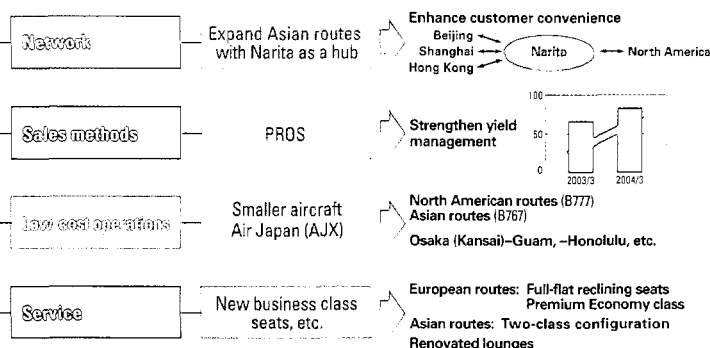 Network
Expand Asian routes
with Narita as a hub
Enhance customer convenience
Beijing
Shanghai
Hong Kong
Narita
North America
Sales methods
PROS
Strengthen yield
management
100
50
0
2003/3
2004/3
Low cost operations
Smaller aircraft
Air Japan (AJX)
North American routes (B777)
Asian routes (B767)
Osaka (Kansai)–Guam, –Honolulu, etc.
Service
New business class
seats, etc.
European routes: Full-flat reclining seats
Premium Economy class
Asian routes: Two-class configuration
Renovated lounges